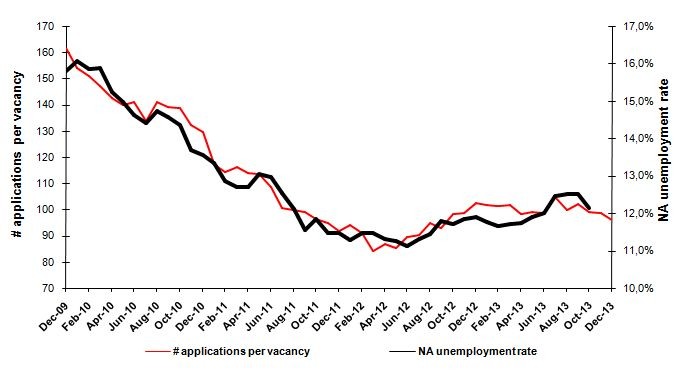 170
160
150
140
130
120
110
100
90
80
70
# applications per vacancy
17,0%
16,0%
15,0%
14,0%
13,0%
12,0%
11,0%
10,0%
NA unemployment rate
Dec-09
Feb-10
Apr-10
Jun-10
Aug-10
Oct-10
Dec-10
Feb-11
Apr-11
Jun-11
Aug-11
Oct-11
Dec-11
Feb-12
Apr-12
Jun-12
Aug-12
Oct-12
Dec-12
Feb-13
Apr-13
Jun-13
Aug-13
Oct-13
Dec-13
# applications per vacancy
NA unemployment rate